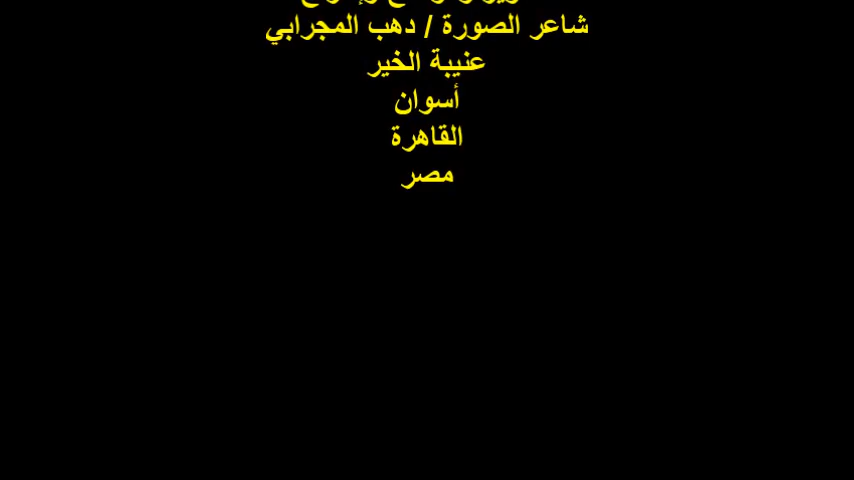 شاعر الصورة / دهب المجرابي
عنيبة الخير
أسوان
القاهرة
مصر